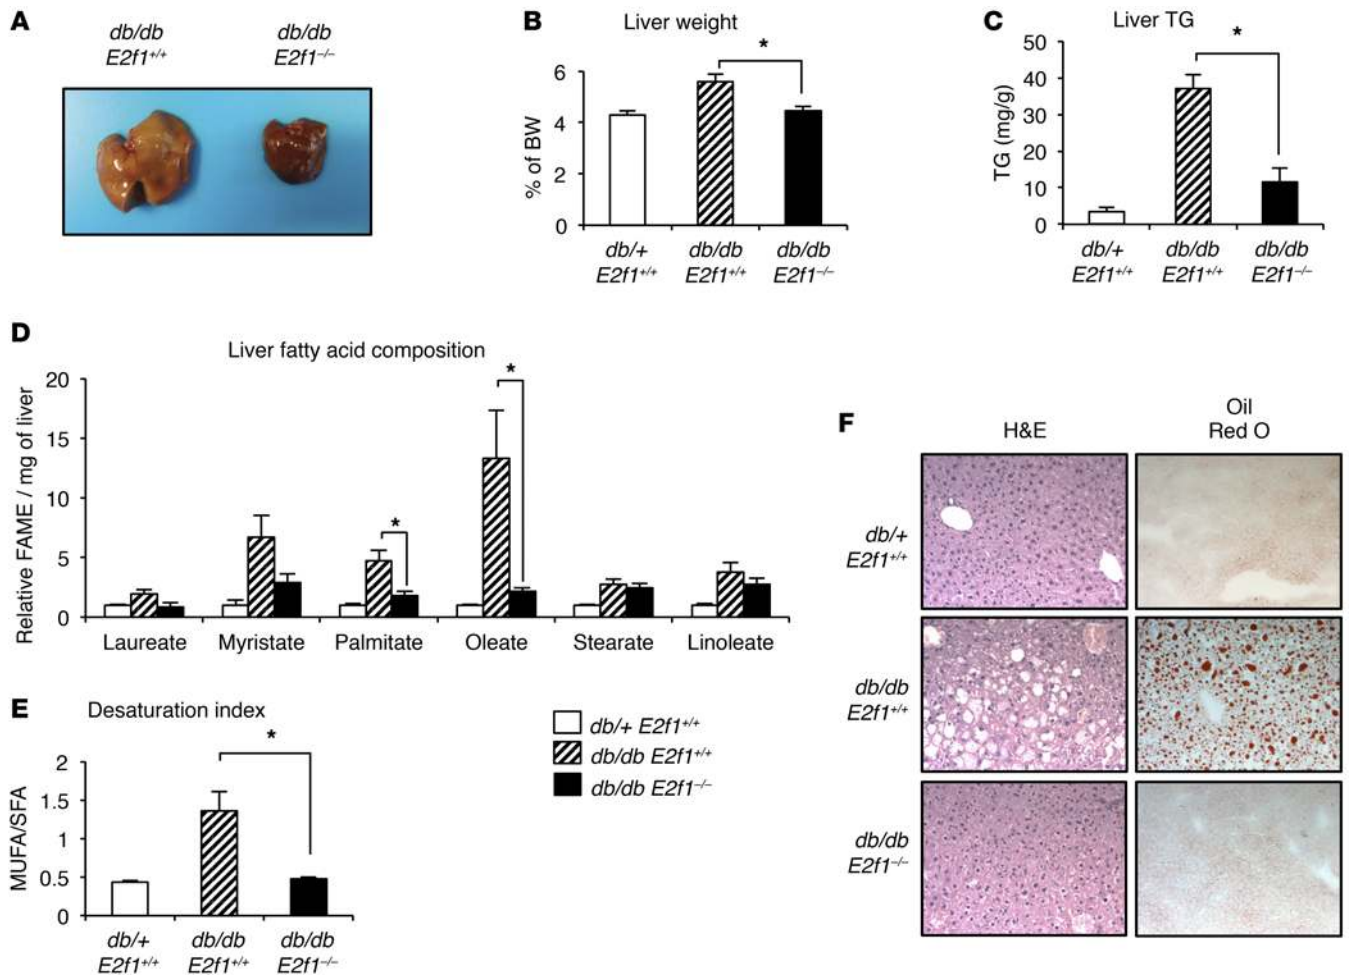 A
db/db
E2f1+/+
db/db
E2f1–/–
B
Liver weight
*
% of BW
6
4
2
0
db/+
E2f1+/+
db/db
E2f1+/+
db/db
E2f1–/–
C
Liver TG
*
TG (mg/g)
50
40
30
20
10
0
db/+
E2f1+/+
db/db
E2f1+/+
db/db
E2f1–/–
D
Liver fatty acid composition
Relative FAME / mg of liver
20
15
10
5
0
*
*
Laureate Myristate Palmitate Oleate Stearate Linoleate
E
Desaturation index
*
MUFA/SFA
2
1.5
1
0.5
0
db/+
E2f1+/+
db/db
E2f1+/+
db/db
E2f1–/–
db/+ E2f1+/+
db/db E2f1+/+
db/db E2f1–/–
F
H&E
Oil
Red O
db/+
E2f1+/+
db/db
E2f1+/+
db/db
E2f1–/–